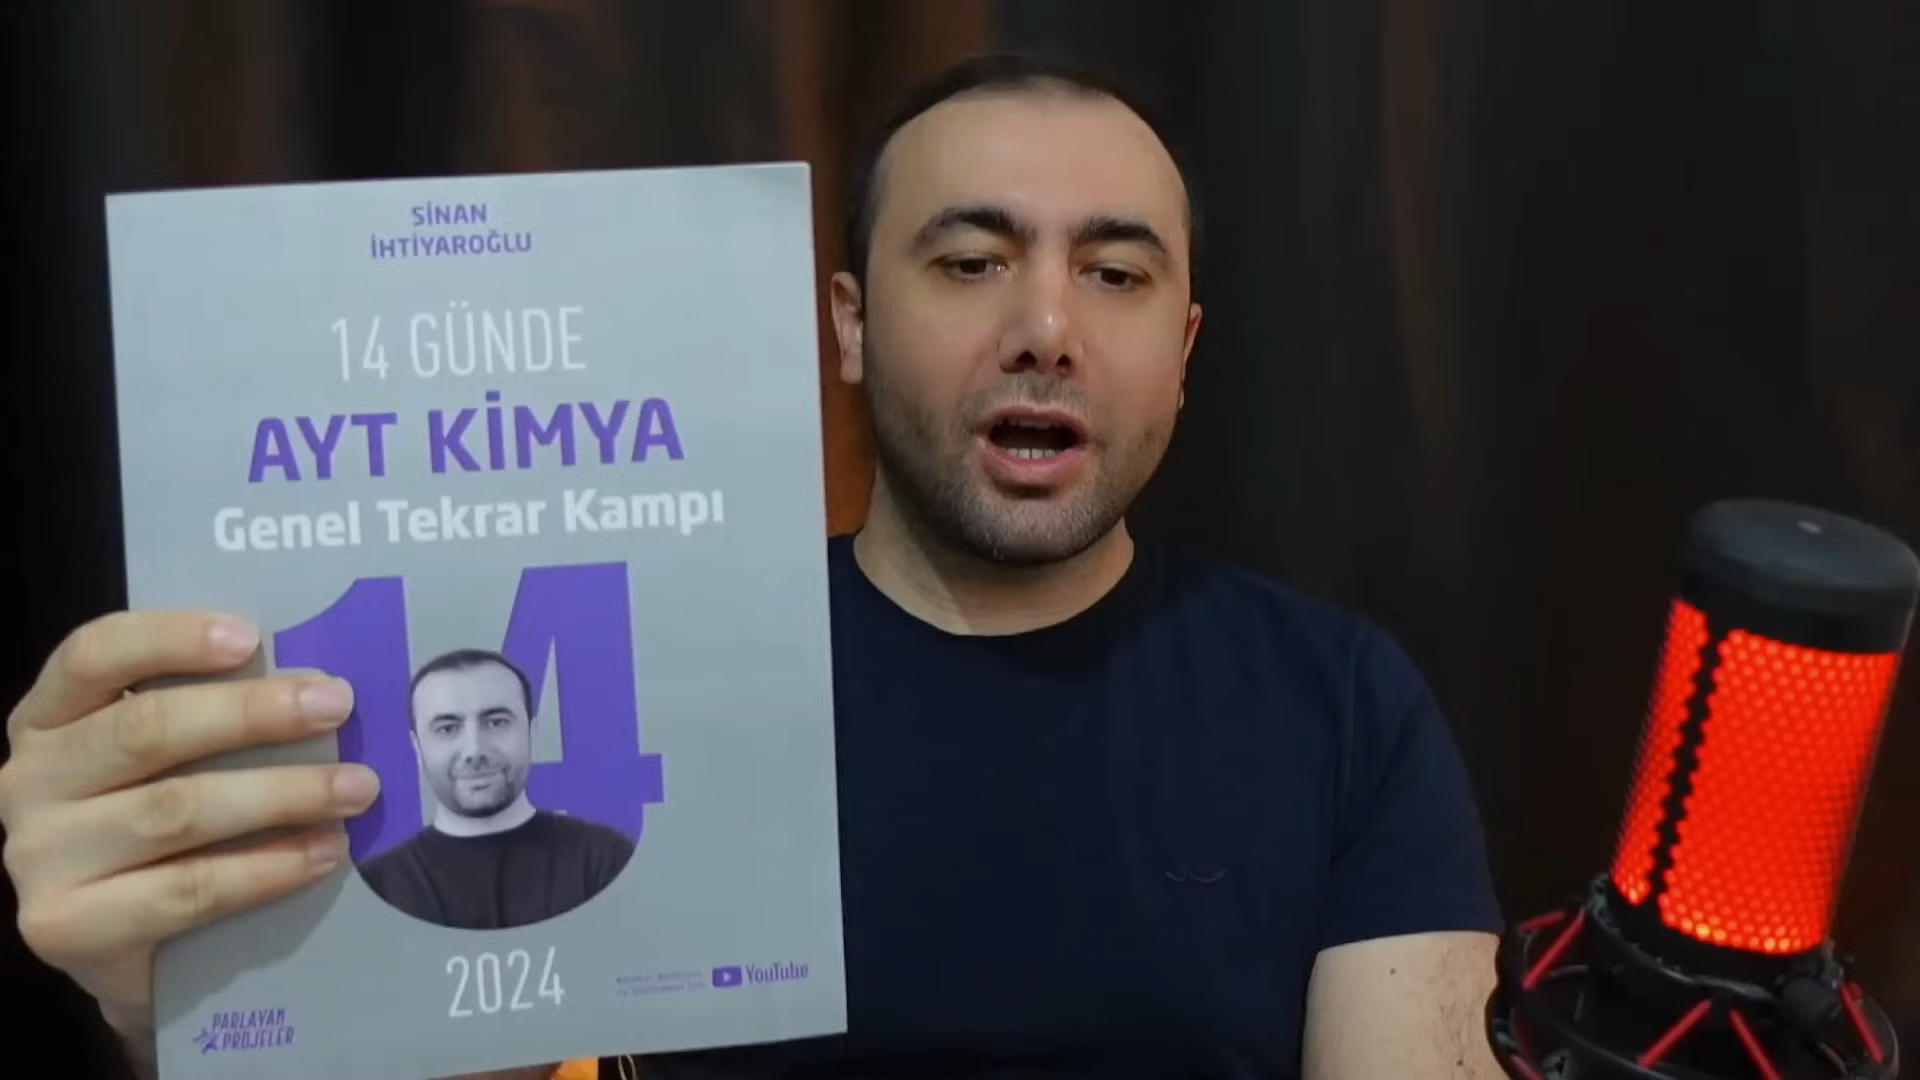 SİNAN
İHTİYAROĞLU
14 GÜNDE
AYT KİMYA
Genel Tekrar Kampı
14
2024
YouTube
PARLAYAN
PROJELER